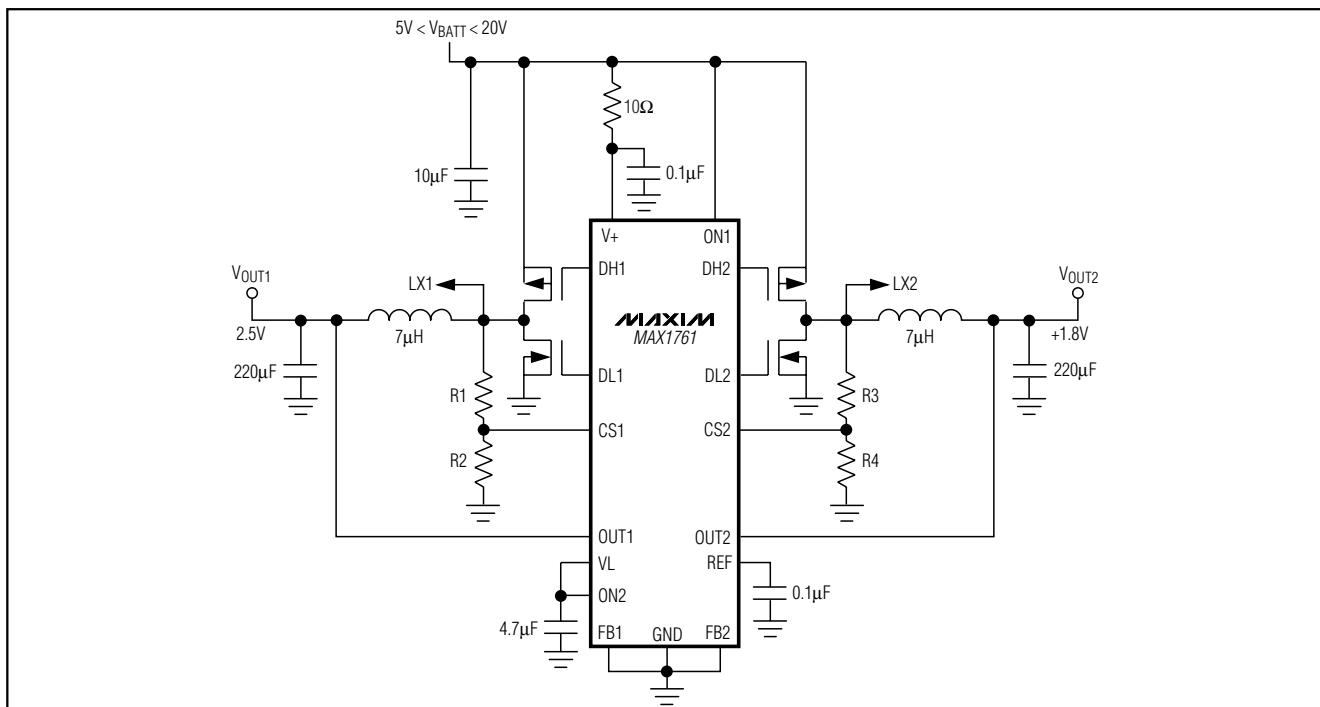 5V < VBATT < 20V
10Ω
10μF
0.1μF
V+
ON1
DH1
DH2
LX1
LX2
VOUT1
VOUT2
MAXIM
MAX1761
2.5V
7μH
7μH
+1.8V
220μF
220μF
DL1
DL2
R1
R3
CS1
CS2
R2
R4
OUT1
OUT2
VL
REF
ON2
0.1μF
4.7μF
FB1
GND
FB2